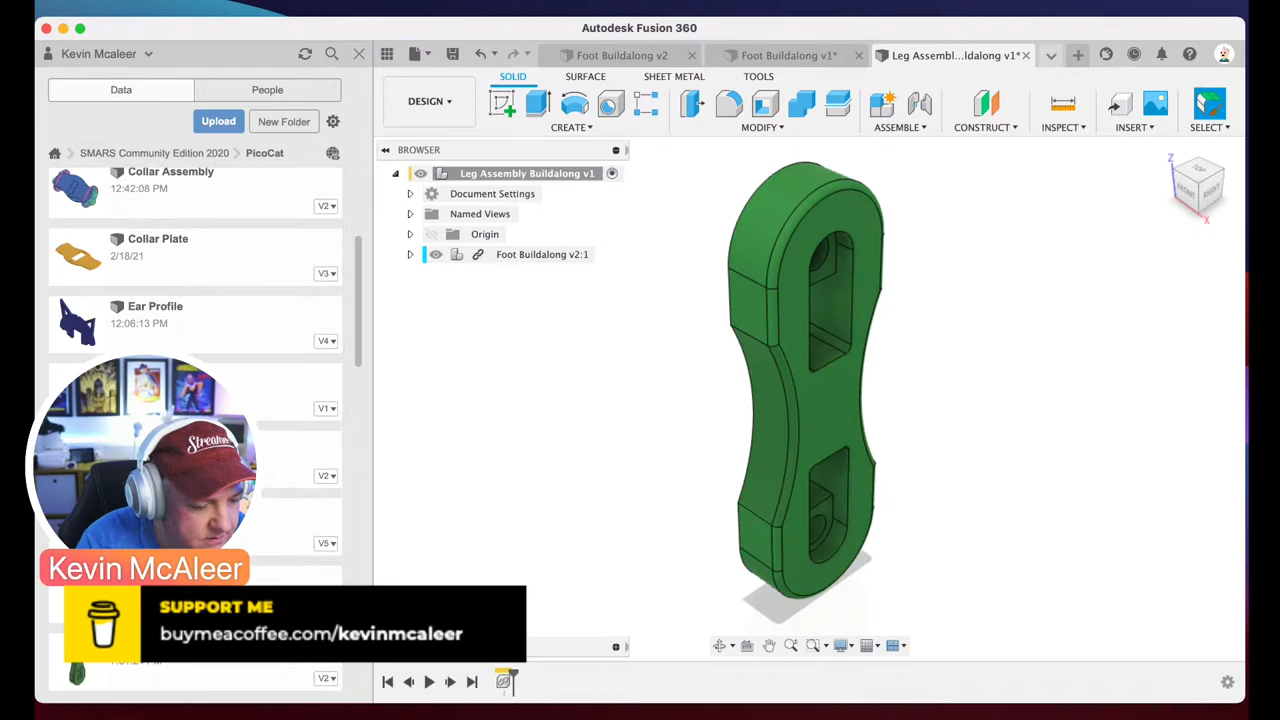 Autodesk Fusion 360
Kevin Mcaleer
Foot Buildalong v2
Foot Buildalong v1*
Leg Assembl...ldalong v1*
Data
People
Upload
New Folder
SMARS Community Edition 2020
PicoCat
DESIGN
SOLID
SURFACE
SHEET METAL
TOOLS
CREATE
MODIFY
ASSEMBLE
CONSTRUCT
INSPECT
INSERT
SELECT
BROWSER
Leg Assembly Buildalong v1
Document Settings
Named Views
Origin
Foot Buildalong v2:1
Collar Assembly
12:42:08 PM
V2
Collar Plate
2/18/21
V3
Ear Profile
12:06:13 PM
V4
V1
V2
V5
V2
Z
TOP
FRONT
RIGHT
X
Kevin McAleer
SUPPORT ME
buymeacoffee.com/kevinmcaleer